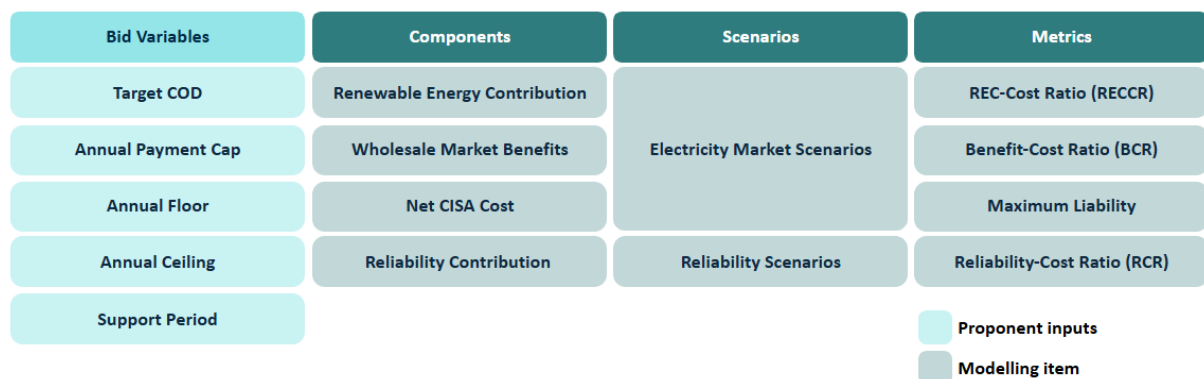 Bid Variables
Components
Scenarios
Metrics
Target COD
Renewable Energy Contribution
Electricity Market Scenarios
REC-Cost Ratio (RECCR)
Annual Payment Cap
Wholesale Market Benefits
Benefit-Cost Ratio (BCR)
Annual Floor
Net CISA Cost
Maximum Liability
Annual Ceiling
Reliability Contribution
Reliability Scenarios
Reliability-Cost Ratio (RCR)
Support Period
Proponent inputs
Modelling item